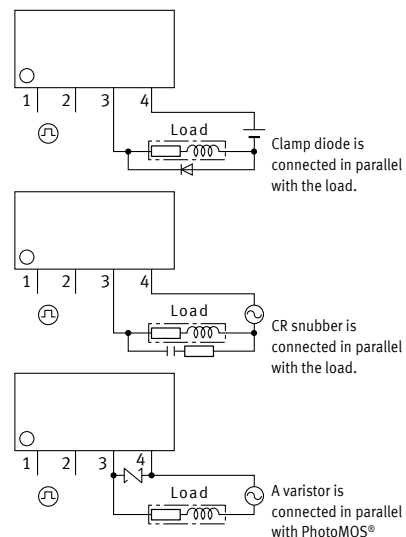 1 2 3 4
Load
Clamp diode is
connected in parallel
with the load.
1 2 3 4
Load
CR snubber is
connected in parallel
with the load.
1 2 3 4
Load
A varistor is
connected in parallel
with PhotoMOS®